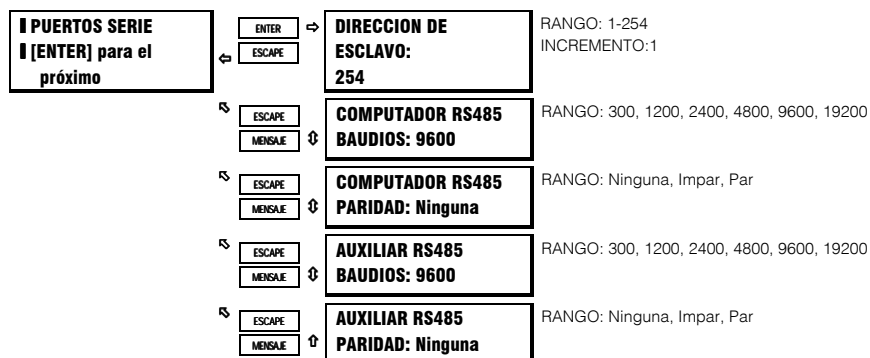 PUERTOS SERIE
[ENTER] para el
próximo
ENTER
ESCAPE
DIRECCION DE
ESCLAVO:
254
RANGO: 1-254
INCREMENTO:1
ESCAPE
MENSAJE
COMPUTADOR RS485
BAUDIOS: 9600
RANGO: 300, 1200, 2400, 4800, 9600, 19200
ESCAPE
MENSAJE
COMPUTADOR RS485
PARIDAD: Ninguna
RANGO: Ninguna, Impar, Par
ESCAPE
MENSAJE
AUXILIAR RS485
BAUDIOS: 9600
RANGO: 300, 1200, 2400, 4800, 9600, 19200
ESCAPE
MENSAJE
AUXILIAR RS485
PARIDAD: Ninguna
RANGO: Ninguna, Impar, Par